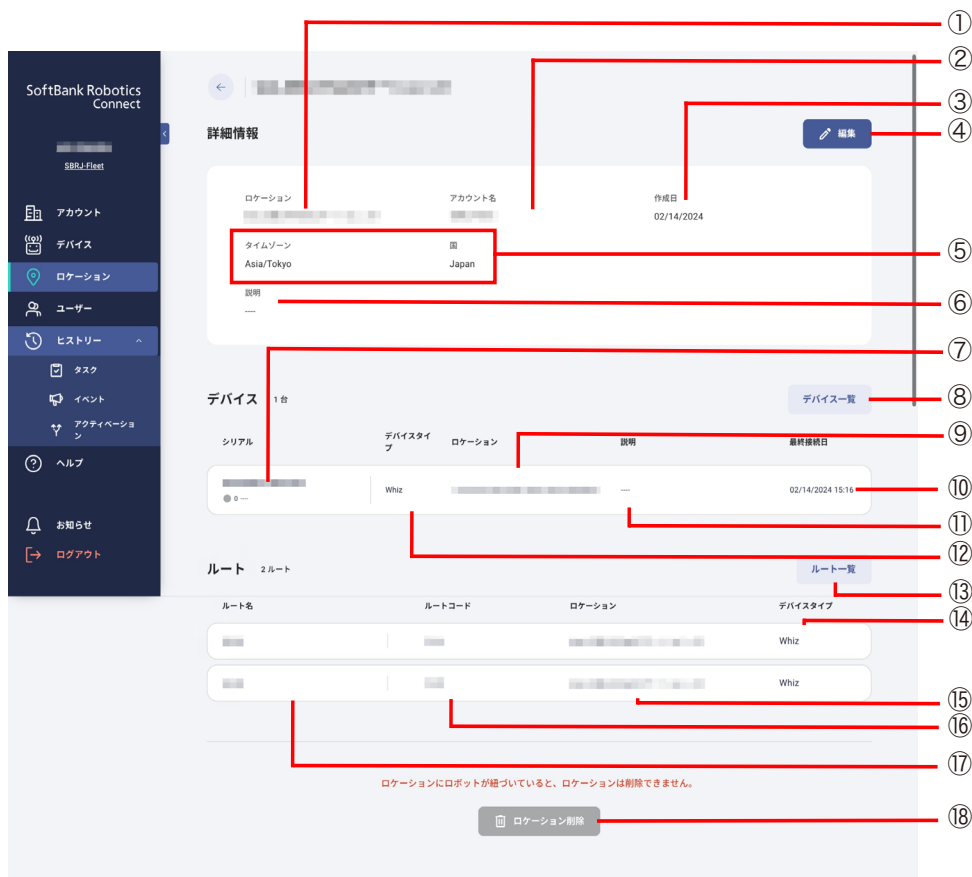 ①
②
③
④
⑤
⑥
⑦
⑧
⑨
⑩
⑪
⑫
⑬
⑭
⑮
⑯
⑰
⑱
SoftBank Robotics
Connect
SBRJ-Fleet
アカウント
デバイス
ロケーション
ユーザー
ヒストリー
タスク
イベント
アクティベーショ
ン
ヘルプ
お知らせ
ログアウト
詳細情報
編集
ロケーション アカウント名 作成日
02/14/2024
タイムゾーン 国
Asia/Tokyo Japan
説明
----
デバイス 1台 デバイス一覧
シリアル デバイスタイ
プ ロケーション 説明 最終接続日
Whiz --- 02/14/2024 15:16
0 ---
ルート 2ルート ルート一覧
ルート名 ルートコード ロケーション デバイスタイプ
Whiz
Whiz
ロケーションにロボットが紐づいていると、ロケーションは削除できません。
ロケーション削除